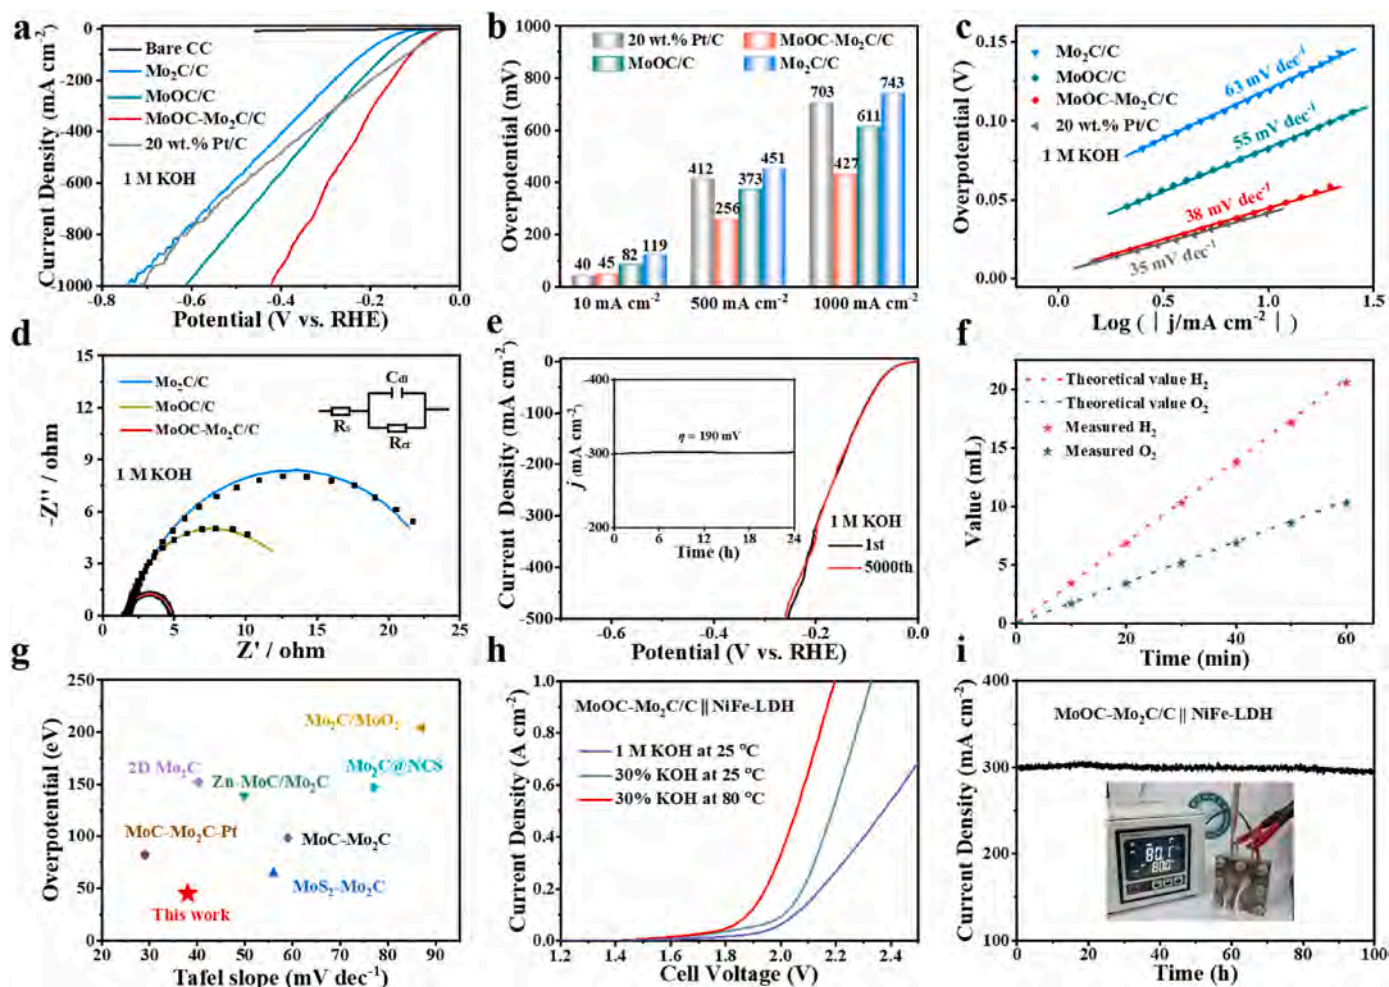 a
Current Density (mA cm⁻²)
0
-200
-400
-600
-800
-1000
Bare CC
Mo₂C/C
MoOC/C
MoOC-Mo₂C/C
20 wt.% Pt/C
1 M KOH
-0.8
-0.6
-0.4
-0.2
0.0
Potential (V vs. RHE)
b
Overpotential (mV)
1000
800
600
400
200
0
20 wt.% Pt/C
MoOC-Mo₂C/C
MoOC/C
Mo₂C/C
40
45
82
119
412
256
373
451
703
427
611
743
10 mA cm⁻²
500 mA cm⁻²
1000 mA cm⁻²
c
Overpotential (V)
0.15
0.10
0.05
0.00
Mo₂C/C
MoOC/C
MoOC-Mo₂C/C
20 wt.% Pt/C
1 M KOH
63 mV dec⁻¹
55 mV dec⁻¹
38 mV dec⁻¹
35 mV dec⁻¹
0.0
0.5
1.0
1.5
Log (|j/mA cm⁻²|)
d
-Z'' / ohm
15
12
9
6
3
0
Mo₂C/C
MoOC/C
MoOC-Mo₂C/C
1 M KOH
Cdl
Rs
Rct
0
5
10
15
20
25
Z' / ohm
e
Current Density (mA cm⁻²)
0
-100
-200
-300
-400
-500
j (mA cm⁻²)
-400
-300
-200
η = 190 mV
0
6
12
18
24
Time (h)
1 M KOH
1st
5000th
-0.6
-0.4
-0.2
0.0
Potential (V vs. RHE)
f
Value (mL)
20
15
10
5
0
Theoretical value H₂
Theoretical value O₂
Measured H₂
Measured O₂
0
20
40
60
Time (min)
g
Overpotential (eV)
250
200
150
100
50
0
Mo₂C/MoO₂
2D Mo₂C
Zn-MoC/Mo₂C
Mo₂C@NCS
MoC-Mo₂C-Pt
MoC-Mo₂C
MoS₂-Mo₂C
This work
20
30
40
50
60
70
80
90
Tafel slope (mV dec⁻¹)
h
Current Density (A cm⁻²)
1.0
0.8
0.6
0.4
0.2
0.0
MoOC-Mo₂C/C || NiFe-LDH
1 M KOH at 25 °C
30% KOH at 25 °C
30% KOH at 80 °C
1.2
1.4
1.6
1.8
2.0
2.2
2.4
Cell Voltage (V)
i
Current Density (mA cm⁻²)
400
300
200
100
MoOC-Mo₂C/C || NiFe-LDH
80.1
80.0
0
20
40
60
80
100
Time (h)